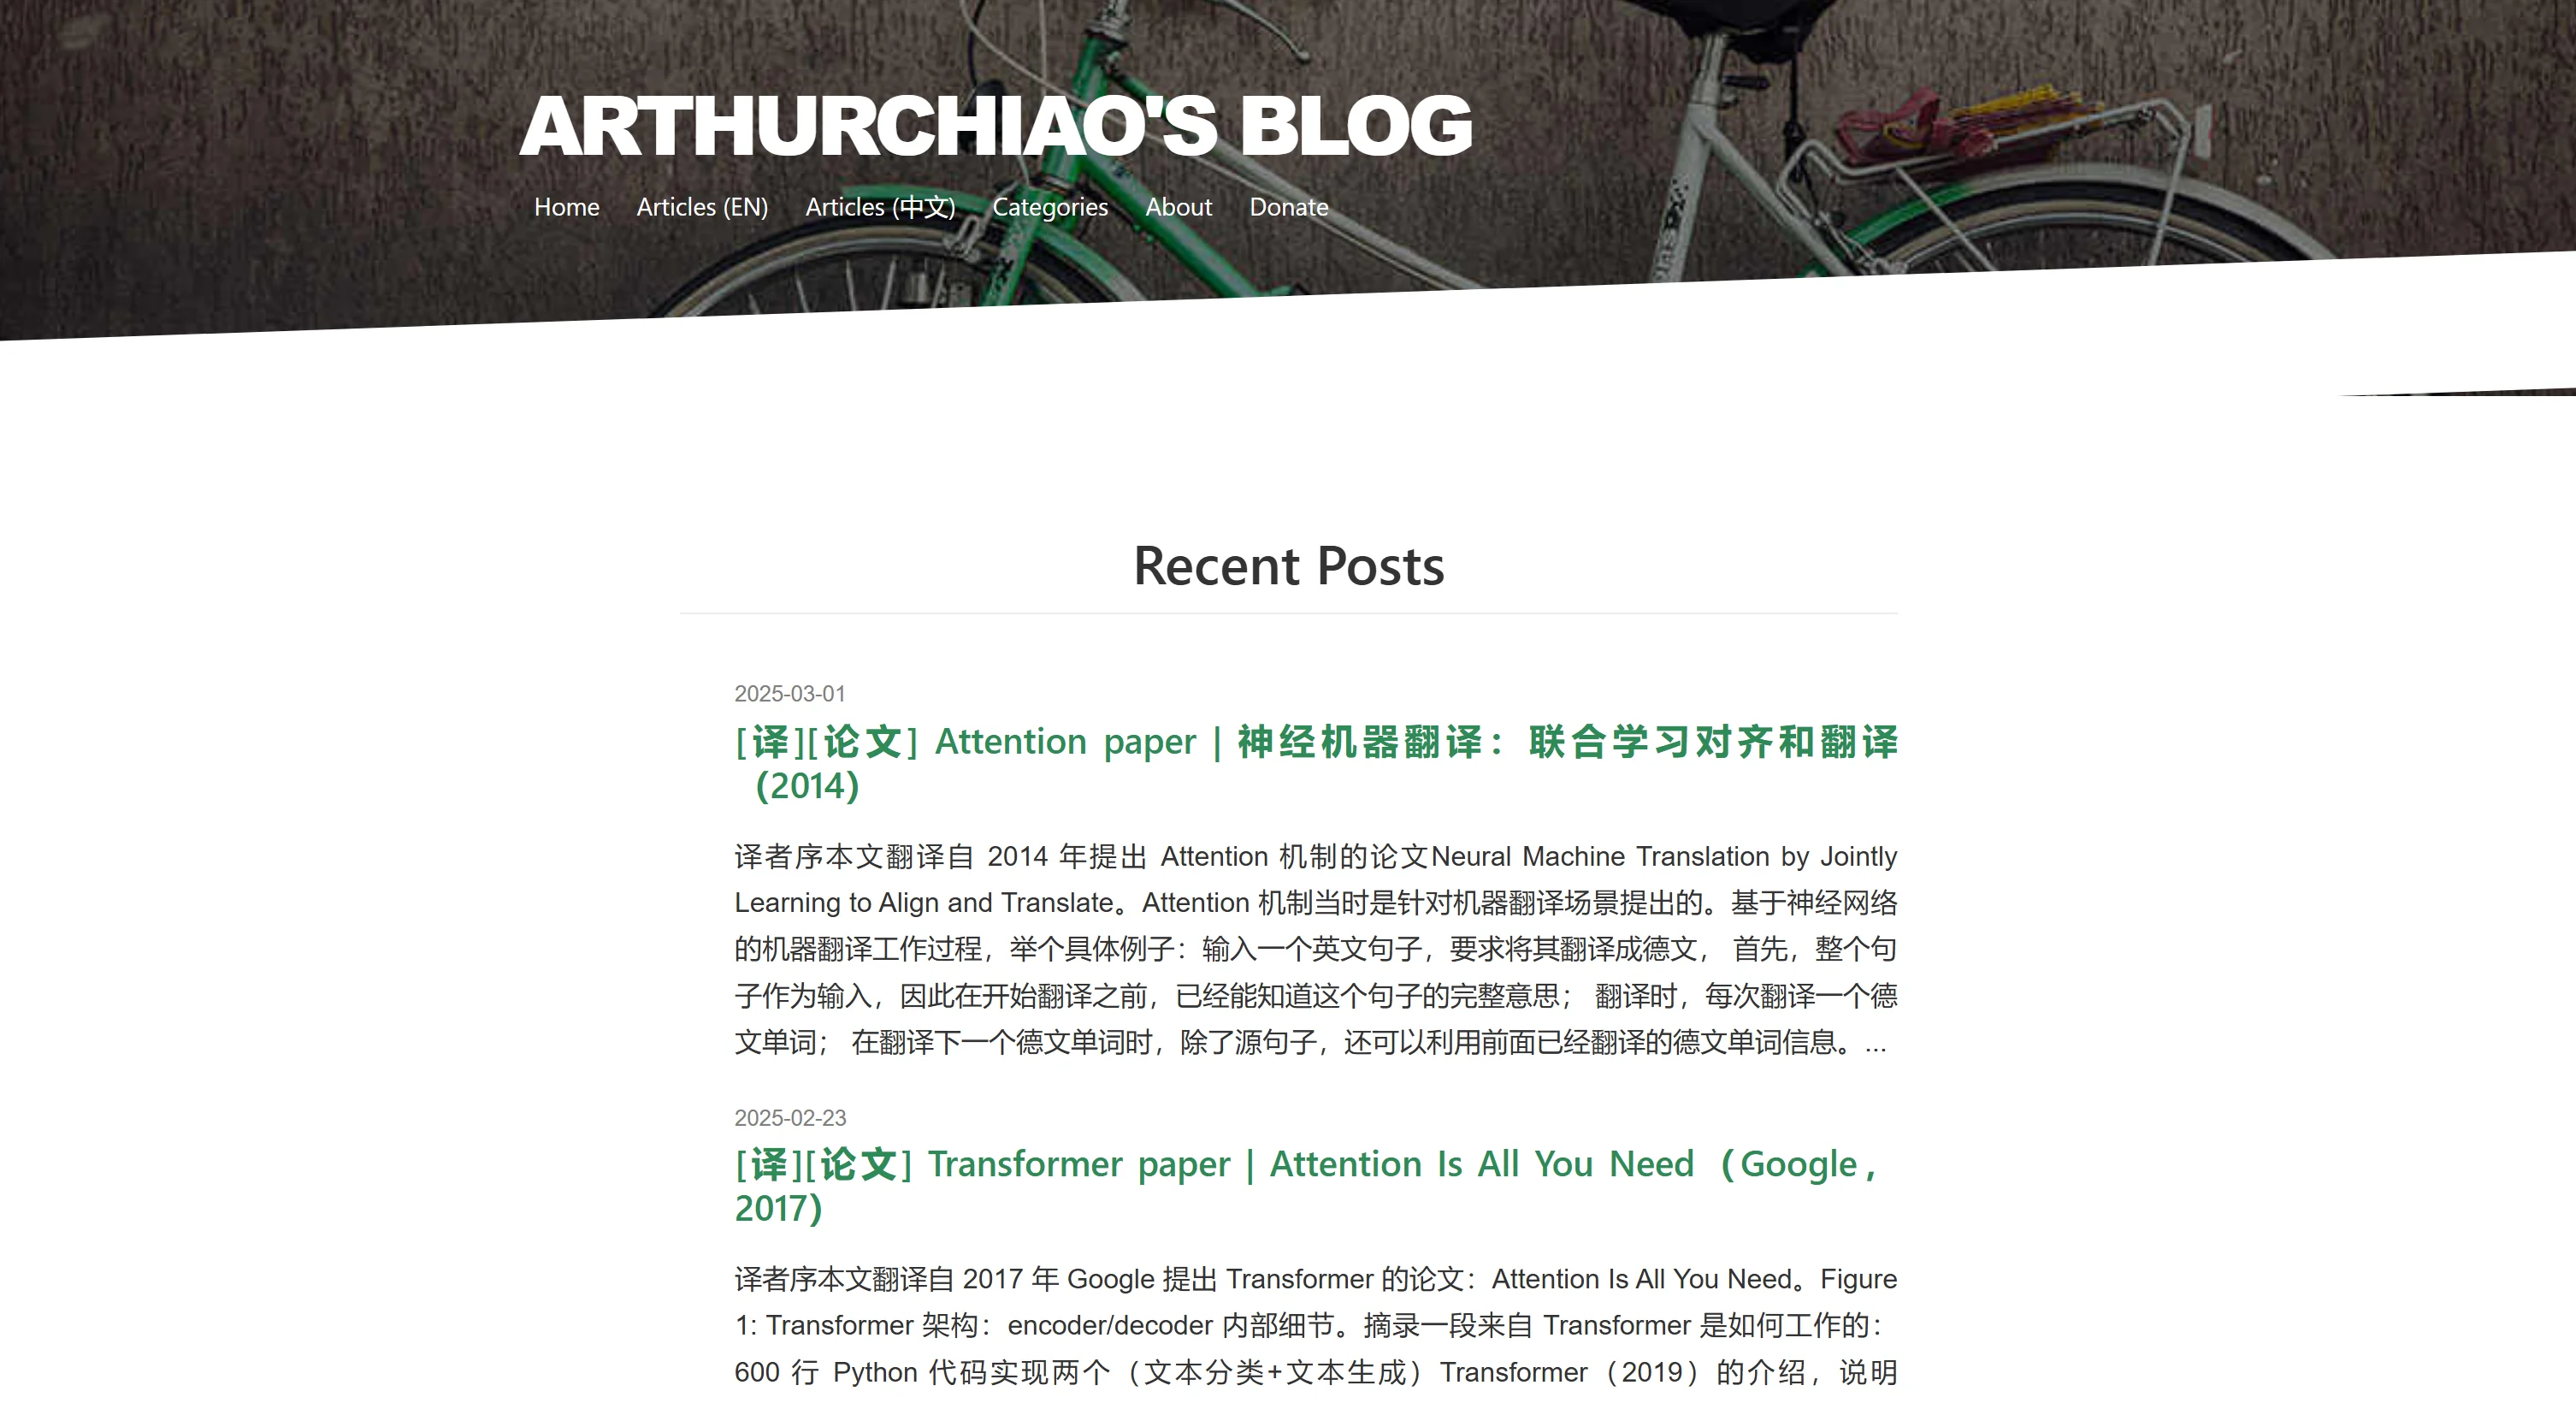 ARTHURCHIAO'S BLOG
Home Articles (EN) Articles (中文) Categories About Donate
Recent Posts
2025-03-01
[译][论文] Attention paper | 神经机器翻译：联合学习对齐和翻译
（2014）
译者序本文翻译自 2014 年提出 Attention 机制的论文Neural Machine Translation by Jointly
Learning to Align and Translate。Attention 机制当时是针对机器翻译场景提出的。基于神经网络
的机器翻译工作过程，举个具体例子：输入一个英文句子，要求将其翻译成德文， 首先，整个句
子作为输入，因此在开始翻译之前，已经能知道这个句子的完整意思； 翻译时，每次翻译一个德
文单词； 在翻译下一个德文单词时，除了源句子，还可以利用前面已经翻译的德文单词信息。...
2025-02-23
[译][论文] Transformer paper | Attention Is All You Need（Google，
2017）
译者序本文翻译自 2017 年 Google 提出 Transformer 的论文：Attention Is All You Need。Figure
1: Transformer 架构：encoder/decoder 内部细节。摘录一段来自 Transformer 是如何工作的：
600 行 Python 代码实现两个（文本分类+文本生成）Transformer（2019）的介绍，说明